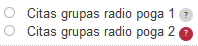 Citas grupas radio poga 1 ?
Citas grupas radio poga 2 ?